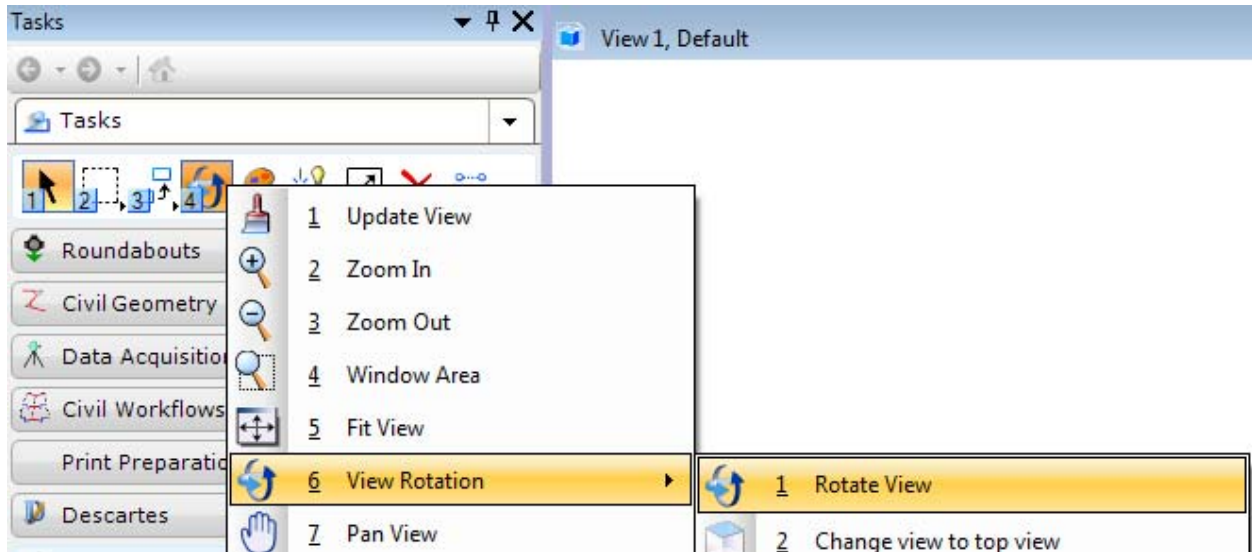 Tasks
View 1, Default
Tasks
1 2 3 4
1 Update View
Roundabouts
2 Zoom In
Civil Geometry
3 Zoom Out
Data Acquisitio
4 Window Area
Civil Workflows
5 Fit View
Print Preparatio
6 View Rotation
1 Rotate View
Descartes
7 Pan View
2 Change view to top view